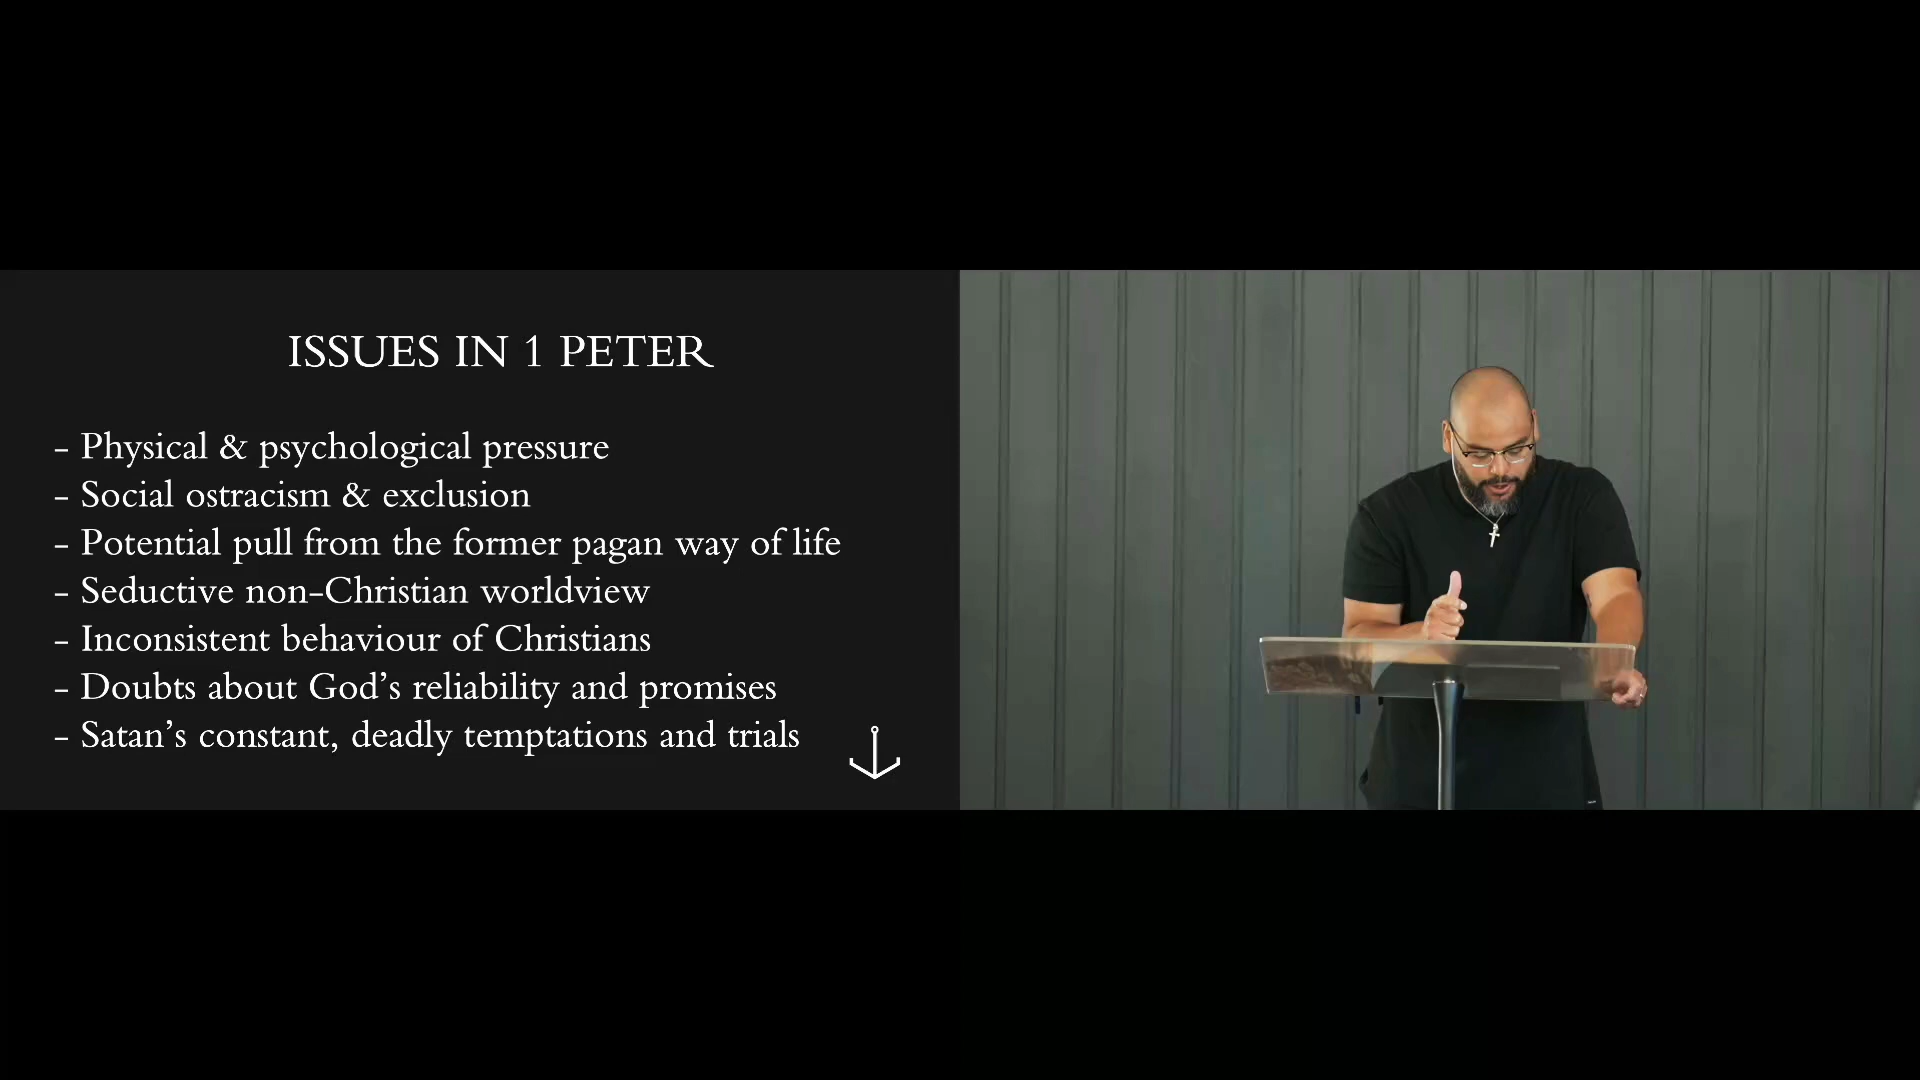 ISSUES IN 1 PETER
- Physical & psychological pressure
- Social ostracism & exclusion
- Potential pull from the former pagan way of life
- Seductive non-Christian worldview
- Inconsistent behaviour of Christians
- Doubts about God's reliability and promises
- Satan's constant, deadly temptations and trials